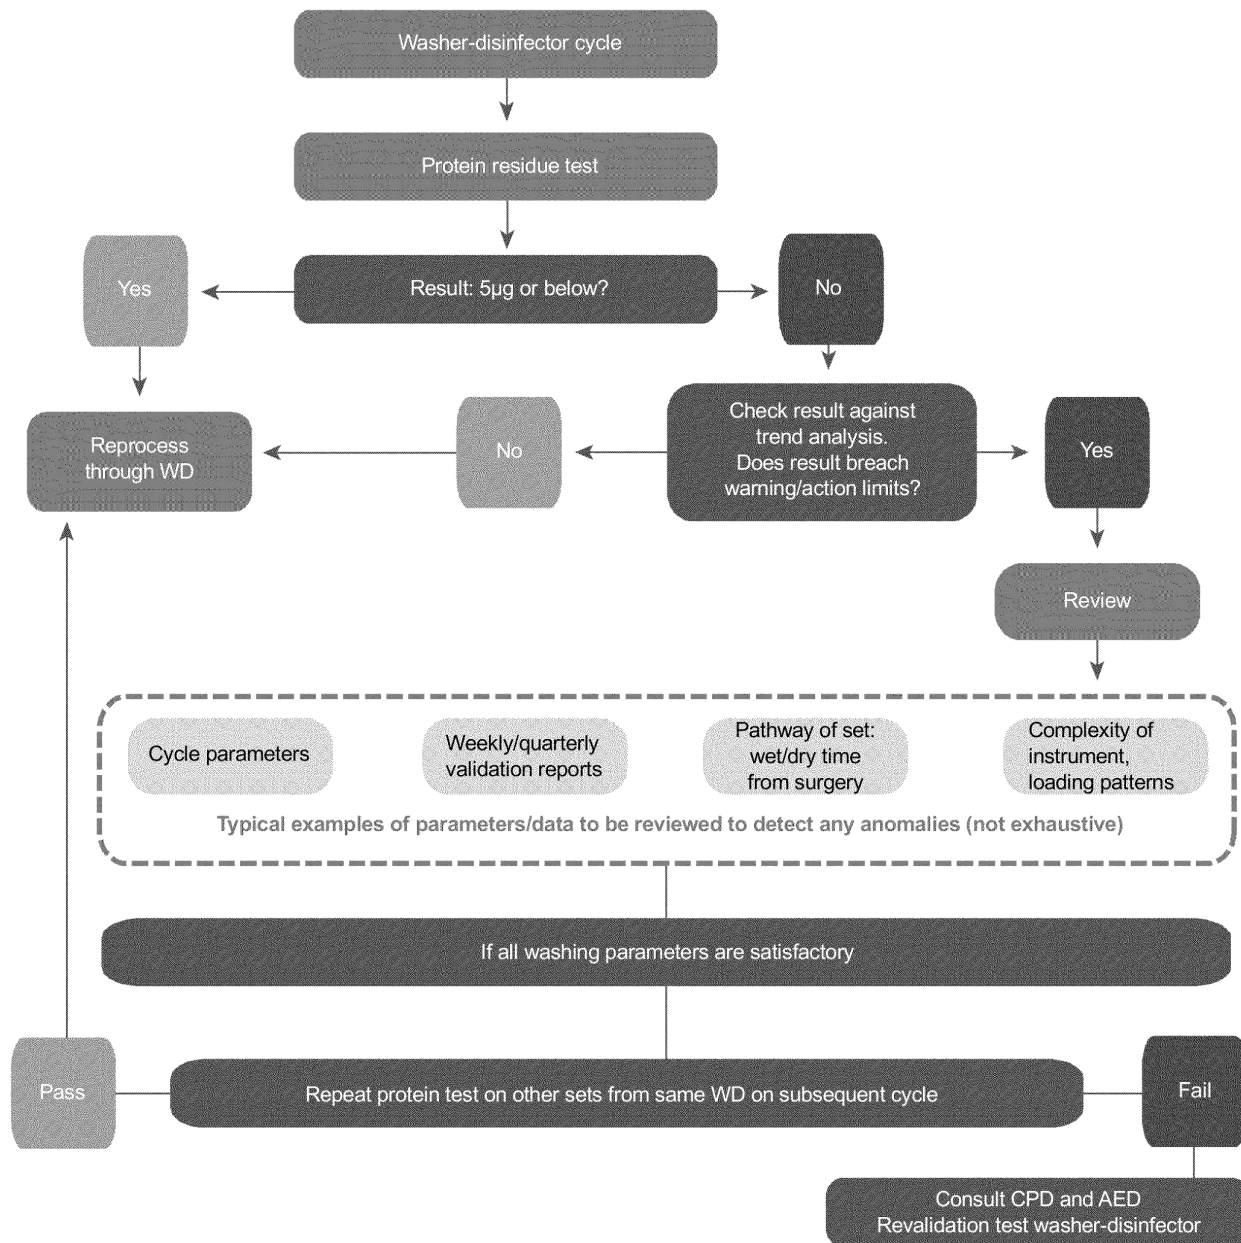 Washer-disinfector cycle
Protein residue test
Result: 5µg or below?
Yes
No
Check result against
trend analysis.
Does result breach
warning/action limits?
No
Yes
Reprocess
through WD
Review
Cycle parameters
Weekly/quarterly
validation reports
Pathway of set:
wet/dry time
from surgery
Complexity of
instrument,
loading patterns
Typical examples of parameters/data to be reviewed to detect any anomalies (not exhaustive)
If all washing parameters are satisfactory
Pass
Repeat protein test on other sets from same WD on subsequent cycle
Fail
Consult CPD and AED
Revalidation test washer-disinfector